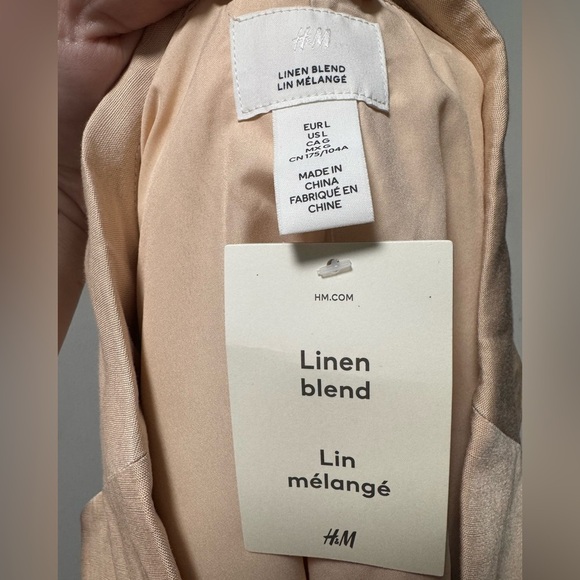 H&M
LINEN BLEND
LIN MÉLANGÉ
EUR L
US L
CA G
MX G
CN 175/104A
MADE IN
CHINA
FABRIQUÉ EN
CHINE
HM.COM
Linen
blend
Lin
mélangé
H&M